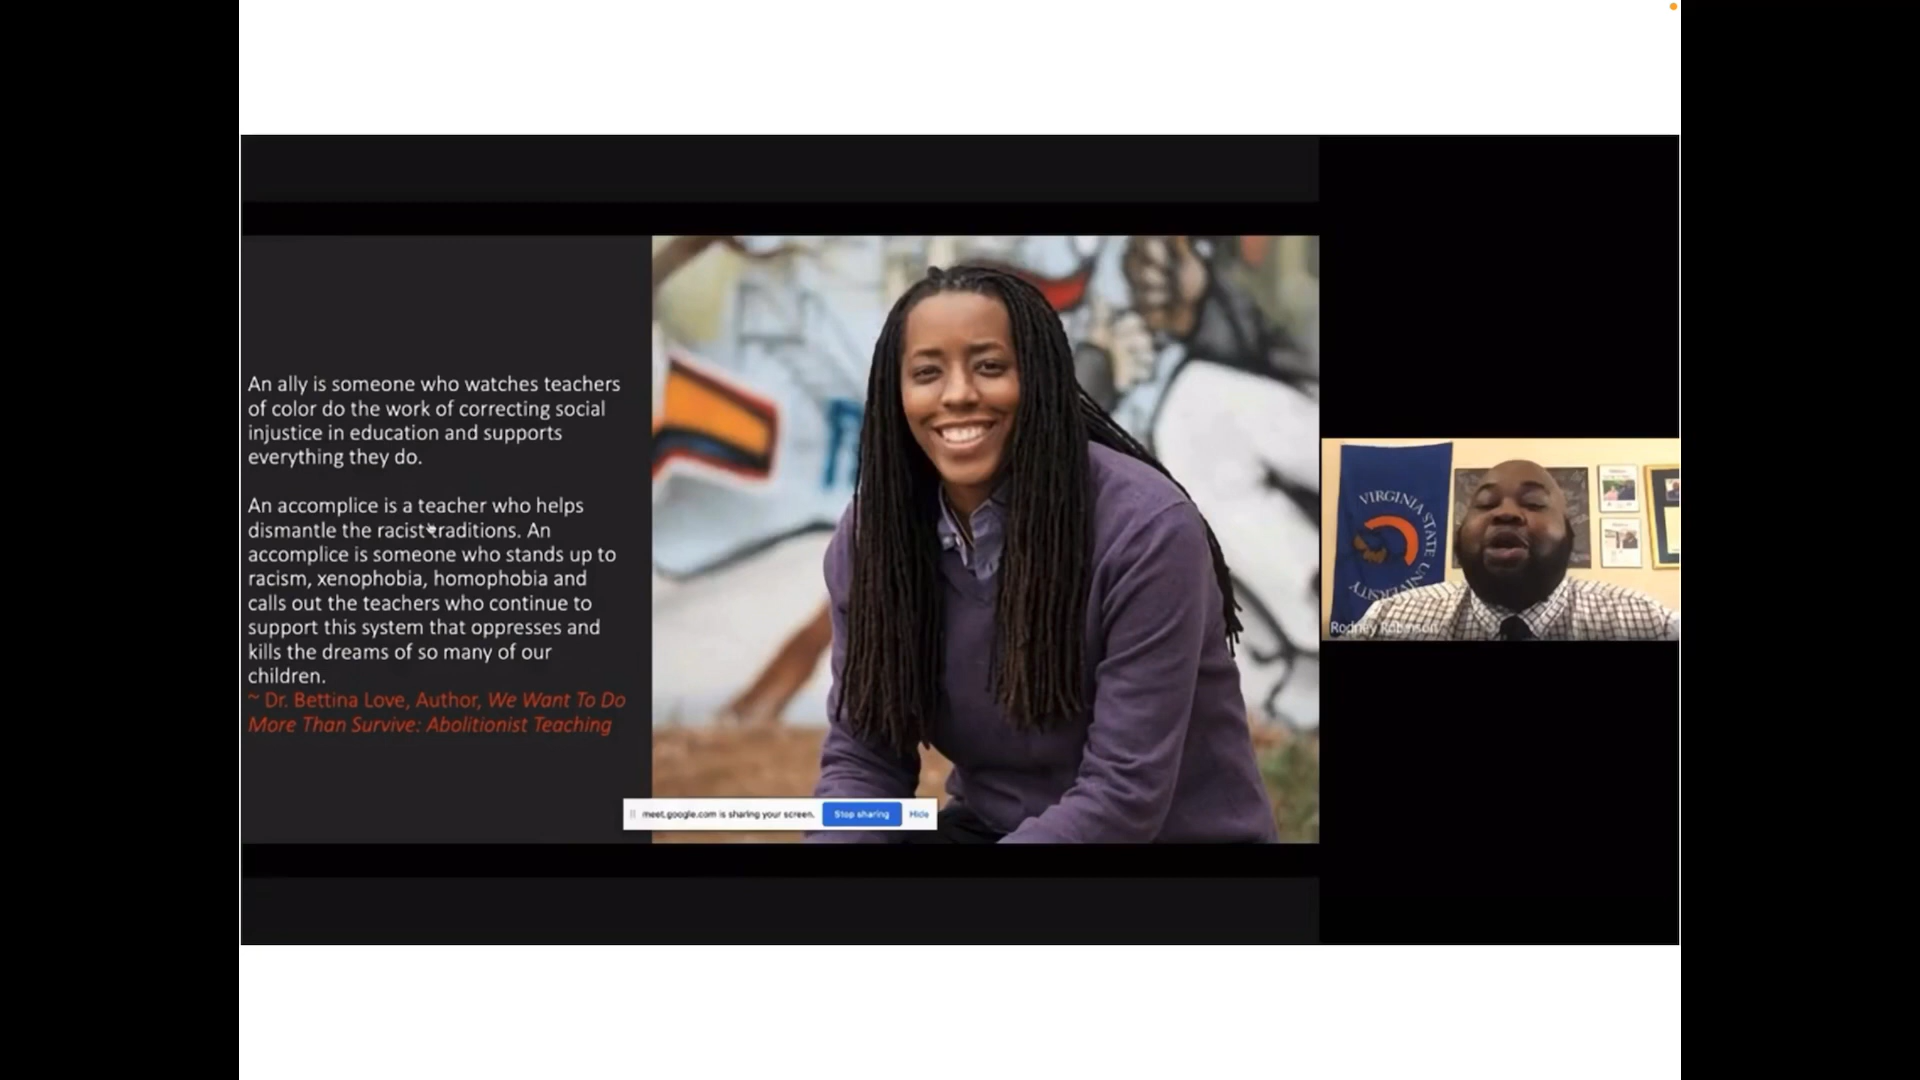 An ally is someone who watches teachers
of color do the work of correcting social
injustice in education and supports
everything they do.
An accomplice is a teacher who helps
dismantle the racist traditions. An
accomplice is someone who stands up to
racism, xenophobia, homophobia and
calls out the teachers who continue to
support this system that oppresses and
kills the dreams of so many of our
children.
~ Dr. Bettina Love, Author, We Want To Do
More Than Survive: Abolitionist Teaching
meet.google.com is sharing your screen. Stop sharing Hide
VIRGINIA STATE UNIVERSITY
Rodney Robinson